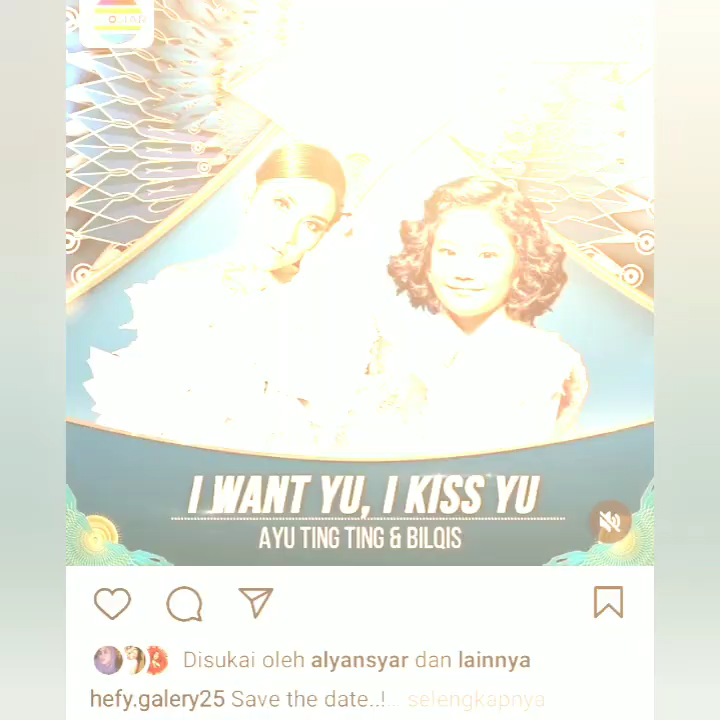 I WANT YU, I KISS YU
AYU TING TING & BILQIS
Disukai oleh alyansyar dan lainnya
hefy.galery25 Save the date..!... selengkapnya